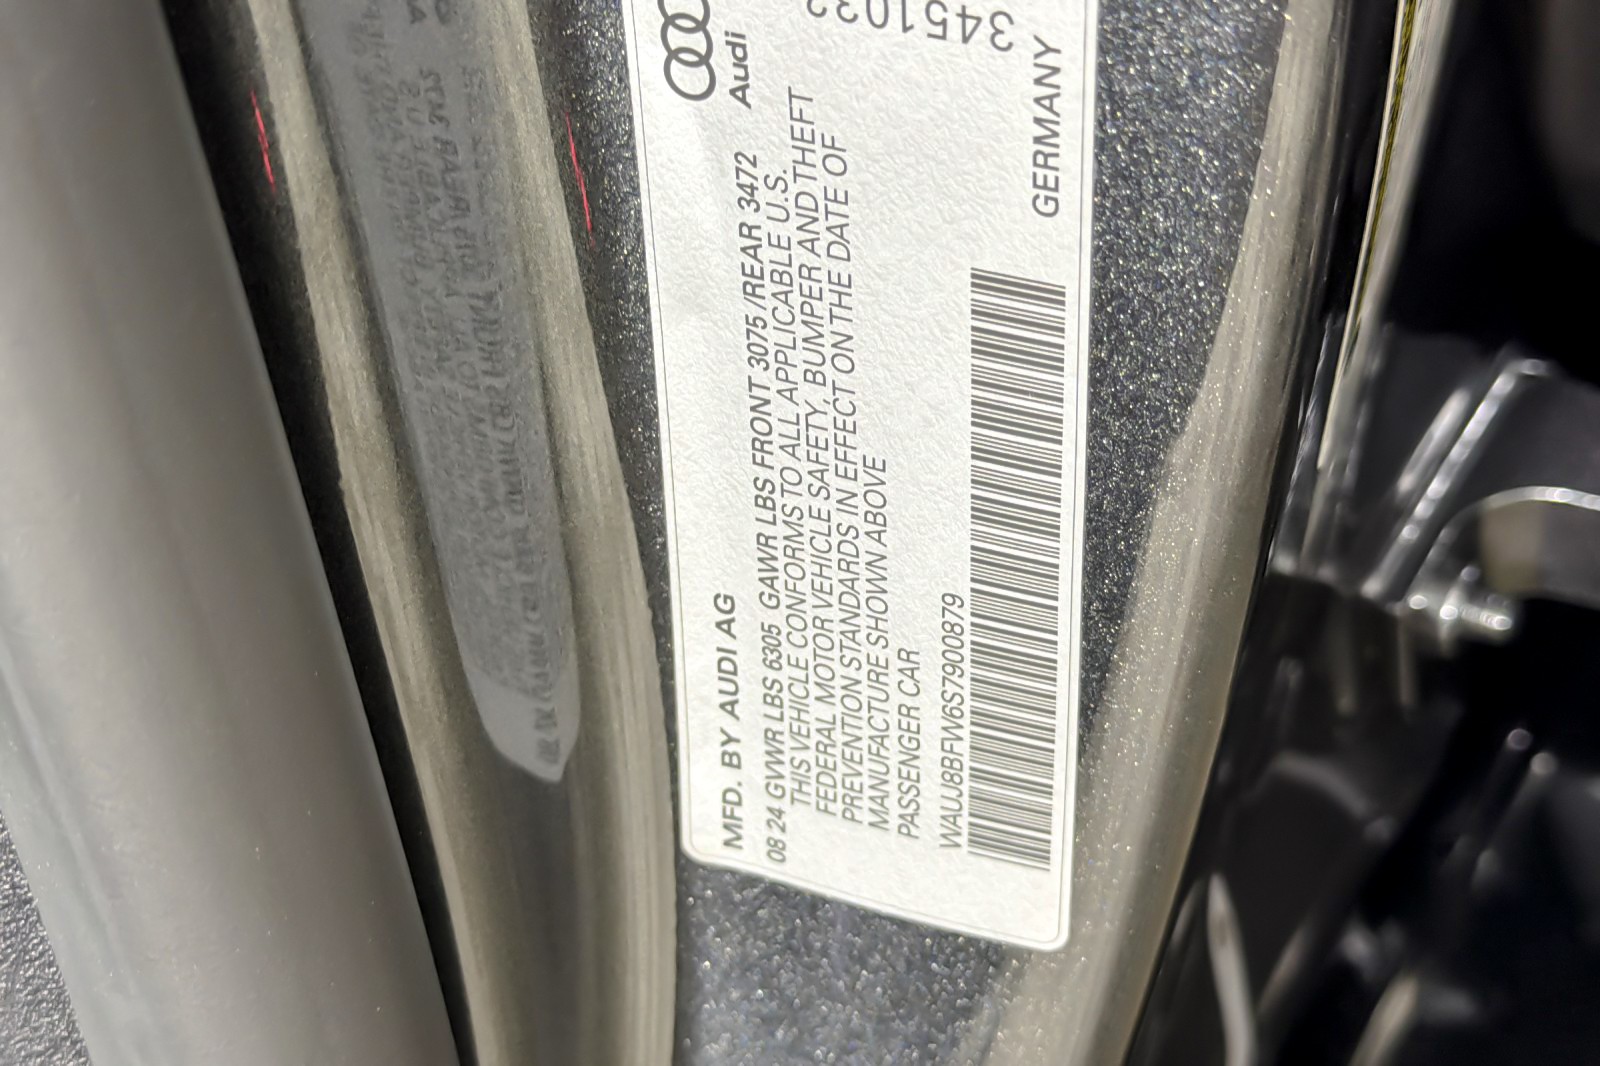 Audi
MFD. BY AUDI AG
08 24 GVWR LBS 6305 GAWR LBS FRONT 3075 /REAR 3472
THIS VEHICLE CONFORMS TO ALL APPLICABLE U.S.
FEDERAL MOTOR VEHICLE SAFETY, BUMPER AND THEFT
PREVENTION STANDARDS IN EFFECT ON THE DATE OF
MANUFACTURE SHOWN ABOVE
PASSENGER CAR
WAUJ8BFW6S7900879
GERMANY